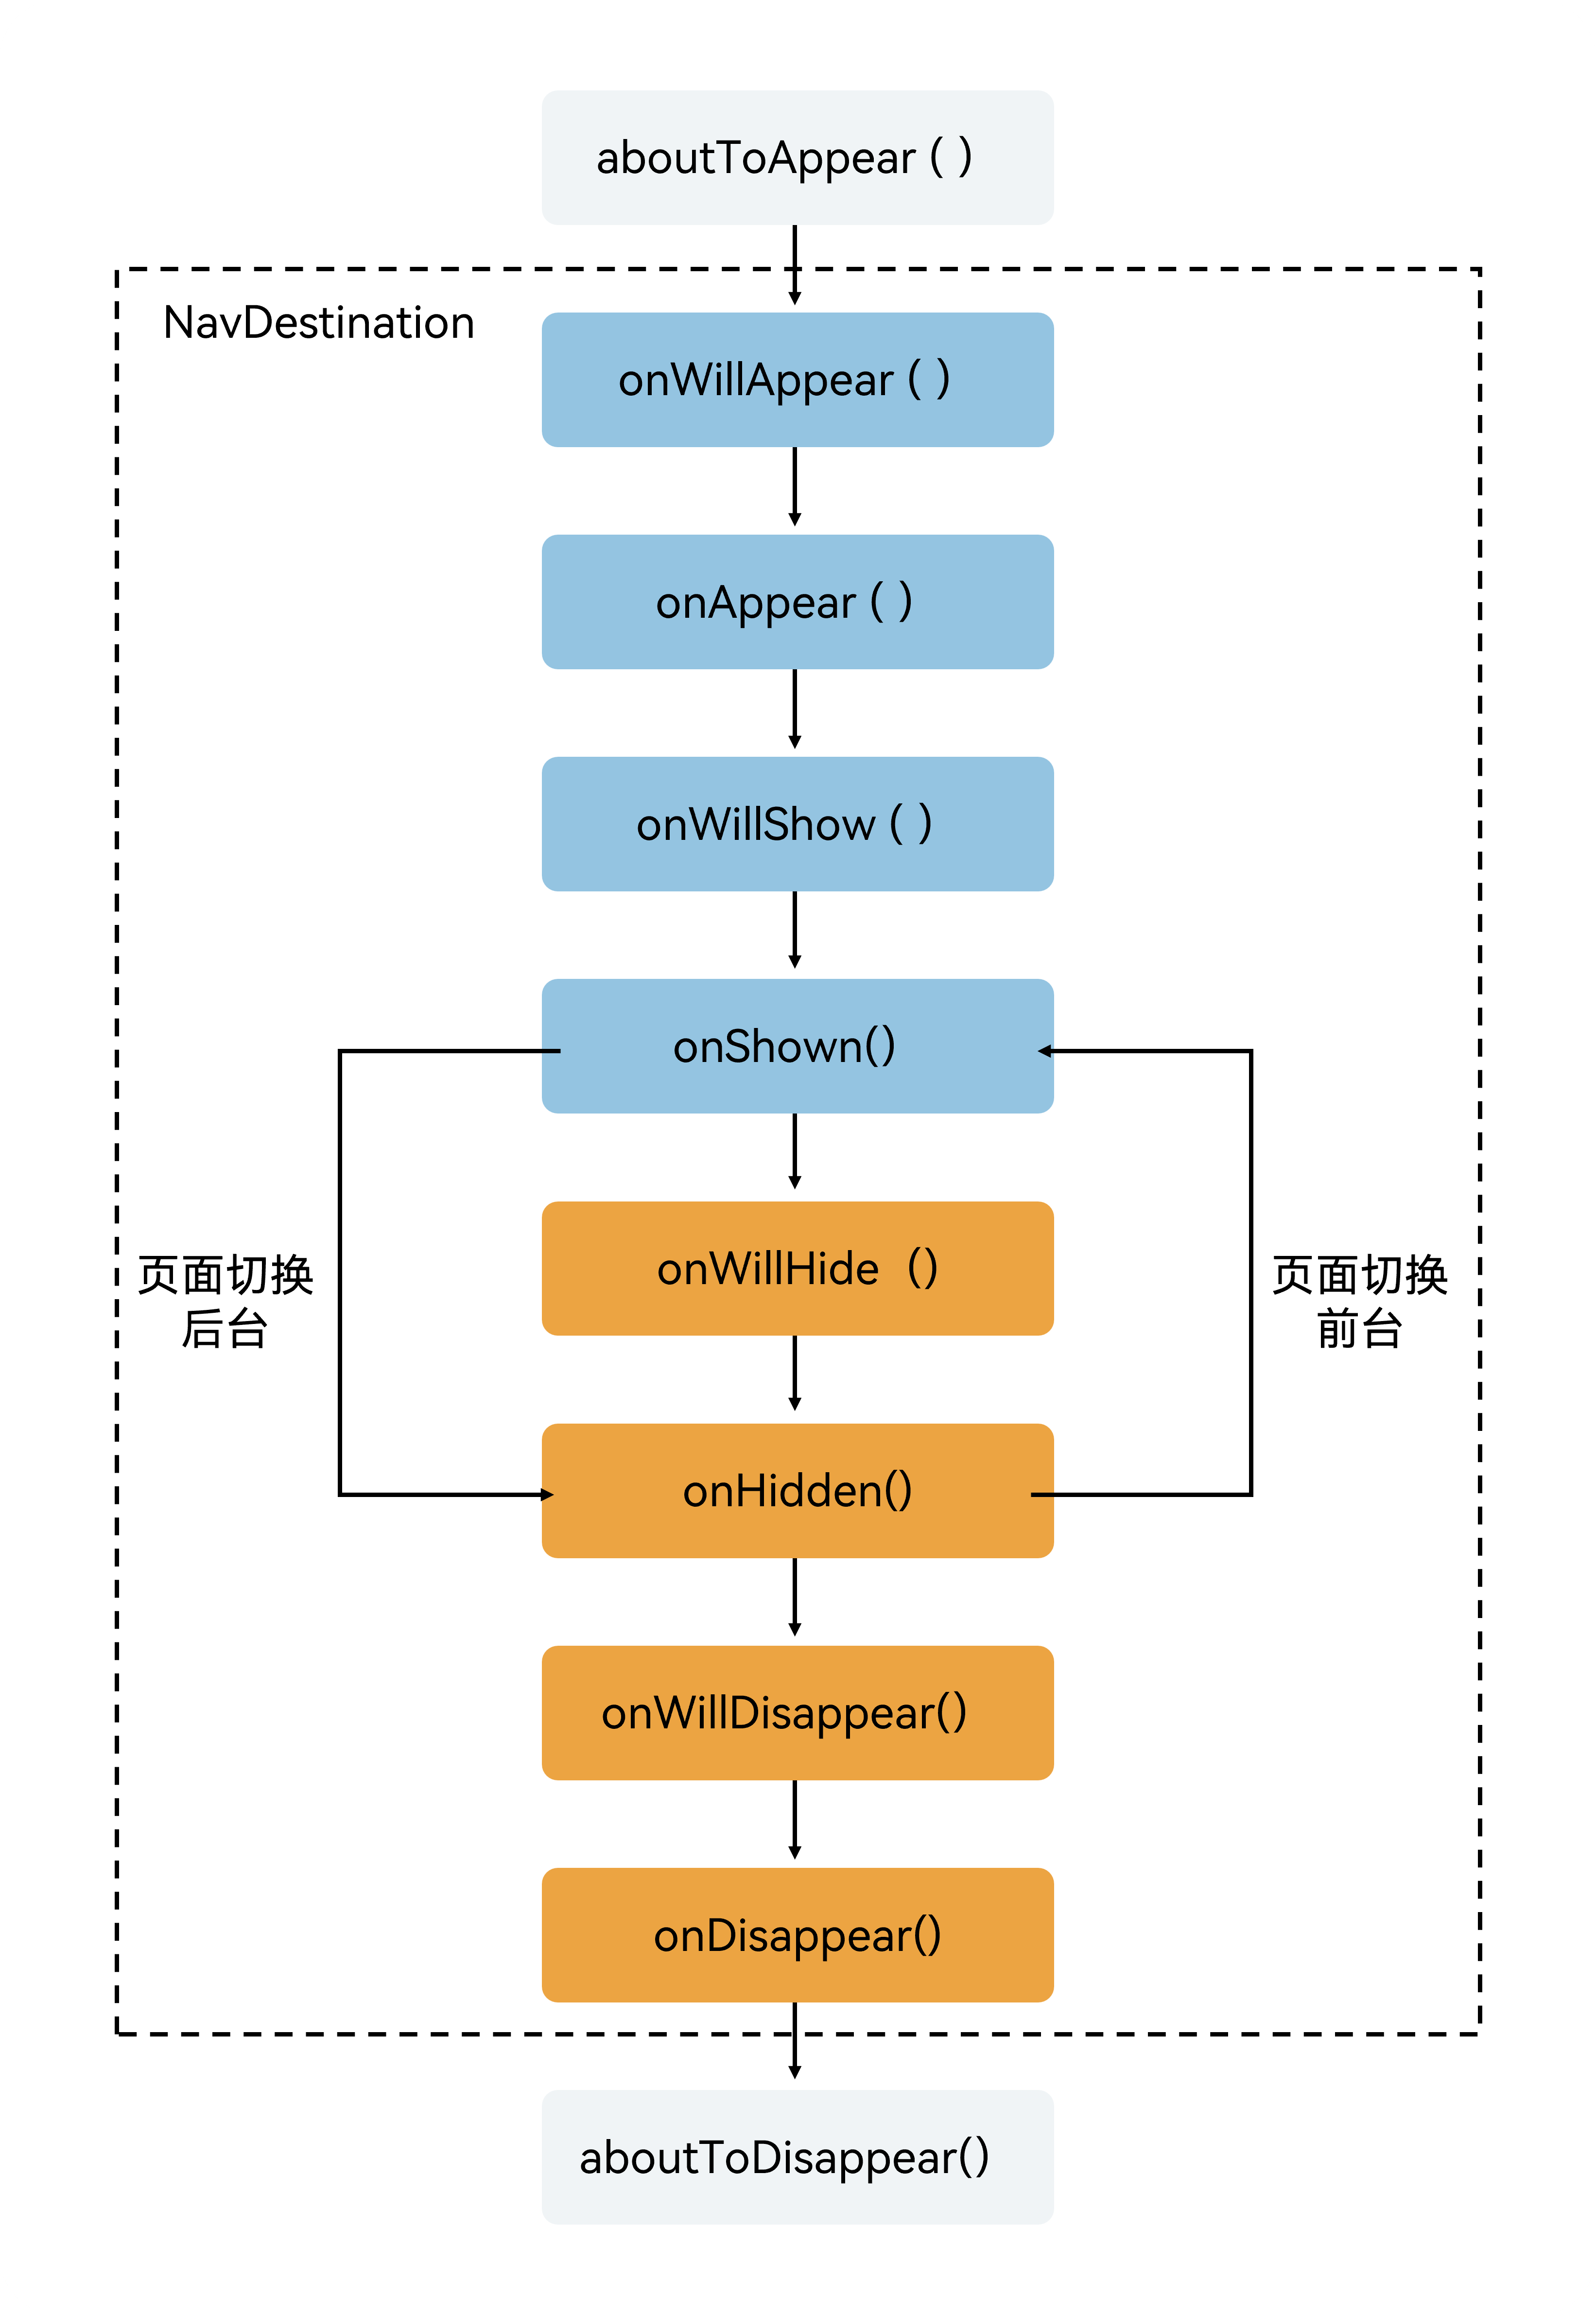 aboutToAppear ( )
NavDestination
onWillAppear ( )
onAppear ( )
onWillShow ( )
onShown()
onWillHide  ()
页面切换
后台
页面切换
前台
onHidden()
onWillDisappear()
onDisappear()
aboutToDisappear()